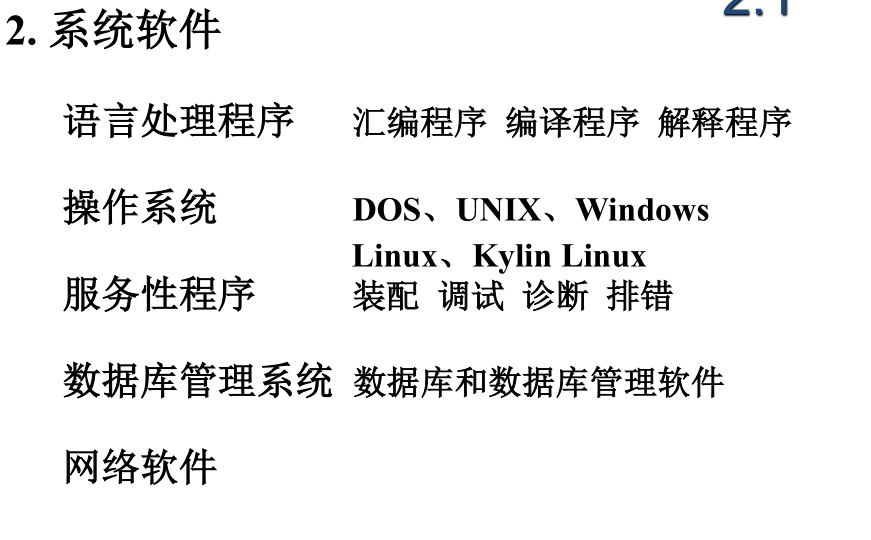 2.1
2. 系统软件
语言处理程序 汇编程序 编译程序 解释程序
操作系统 DOS、UNIX、Windows
Linux、Kylin Linux
服务性程序 装配 调试 诊断 排错
数据库管理系统 数据库和数据库管理软件
网络软件